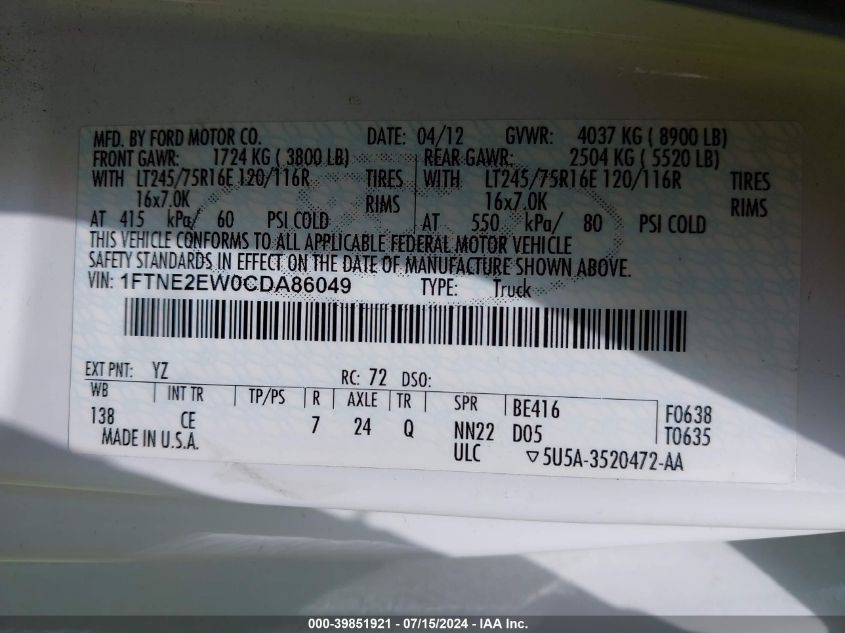 MFD. BY FORD MOTOR CO. DATE: 04/12 GVWR: 4037 KG ( 8900 LB)
FRONT GAWR: 1724 KG ( 3800 LB) REAR GAWR: 2504 KG ( 5520 LB)
WITH LT245/75R16E 120/116R TIRES WITH LT245/75R16E 120/116R TIRES
16x7.0K RIMS 16x7.0K RIMS
AT 415 kPa/ 60 PSI COLD AT 550 kPa/ 80 PSI COLD
THIS VEHICLE CONFORMS TO ALL APPLICABLE FEDERAL MOTOR VEHICLE
SAFETY STANDARDS IN EFFECT ON THE DATE OF MANUFACTURE SHOWN ABOVE.
VIN: 1FTNE2EW0CDA86049 TYPE: Truck
EXT PNT: YZ RC: 72 DSO:
WB INT TR TP/PS R AXLE TR SPR BE416 F0638
138 CE 7 24 Q NN22 D05 T0635
MADE IN U.S.A. ULC ▽5U5A-3520472-AA
000-39851921 / 07/15/2024 - IAA Inc.